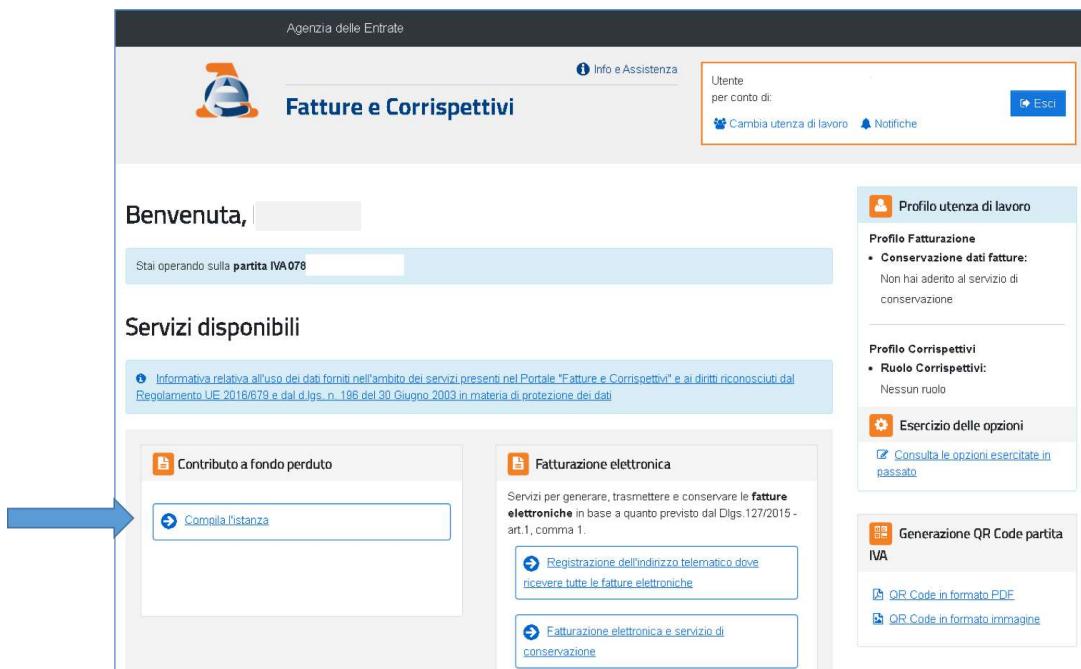 Agenzia delle Entrate
Info e Assistenza
Fatture e Corrispettivi
Utente
per conto di:
Cambia utenza di lavoro
Notifiche
Esci
Benvenuta,
Stai operando sulla partita IVA 078
Servizi disponibili
Informativa relativa all'uso dei dati forniti nell'ambito dei servizi presenti nel Portale "Fatture e Corrispettivi" e ai diritti riconosciuti dal
Regolamento UE 2016/679 e dal d.lgs. n. 196 del 30 Giugno 2003 in materia di protezione dei dati
Contributo a fondo perduto
Compila l'istanza
Fatturazione elettronica
Servizi per generare, trasmettere e conservare le fatture
elettroniche in base a quanto previsto dal Dlgs.127/2015 -
art.1, comma 1.
Registrazione dell'indirizzo telematico dove
ricevere tutte le fatture elettroniche
Fatturazione elettronica e servizio di
conservazione
Profilo utenza di lavoro
Profilo Fatturazione
• Conservazione dati fatture:
Non hai aderito al servizio di
conservazione
Profilo Corrispettivi
• Ruolo Corrispettivi:
Nessun ruolo
Esercizio delle opzioni
Consulta le opzioni esercitate in
passato
Generazione QR Code partita
IVA
QR Code in formato PDF
QR Code in formato immagine